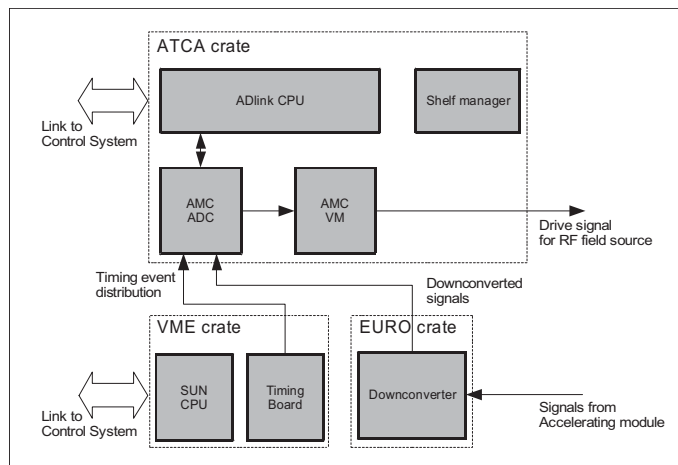 ATCA crate
ADlink CPU
Shelf manager
Link to
Control System
AMC
ADC
AMC
VM
Drive signal
for RF field source
Timing event
distribution
Downconverted
signals
VME crate
EURO crate
SUN
CPU
Timing
Board
Downconverter
Link to
Control System
Signals from
Accelerating module